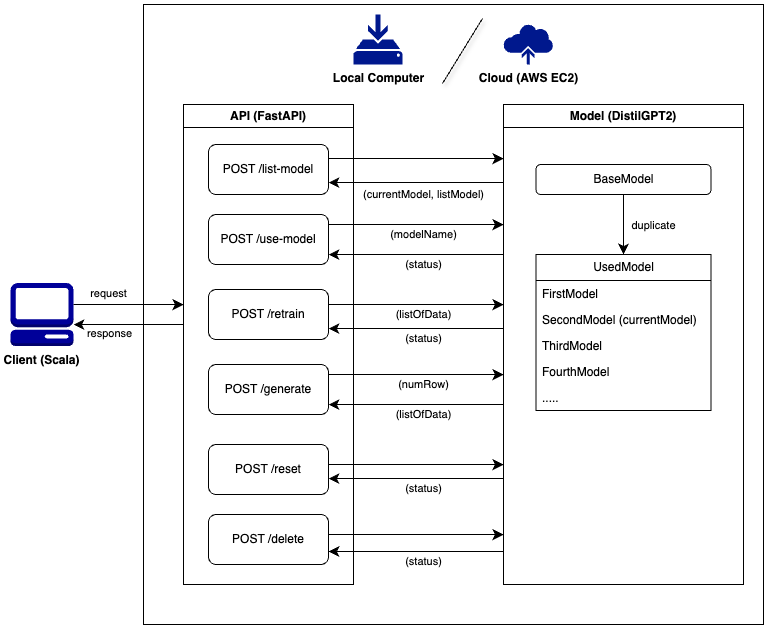 Local Computer
Cloud (AWS EC2)
API (FastAPI)
Model (DistilGPT2)
POST /list-model
(currentModel, listModel)
POST /use-model
(modelName)
(status)
POST /retrain
(listOfData)
(status)
POST /generate
(numRow)
(listOfData)
POST /reset
(status)
POST /delete
(status)
BaseModel
duplicate
UsedModel
FirstModel
SecondModel (currentModel)
ThirdModel
FourthModel
.....
request
response
Client (Scala)